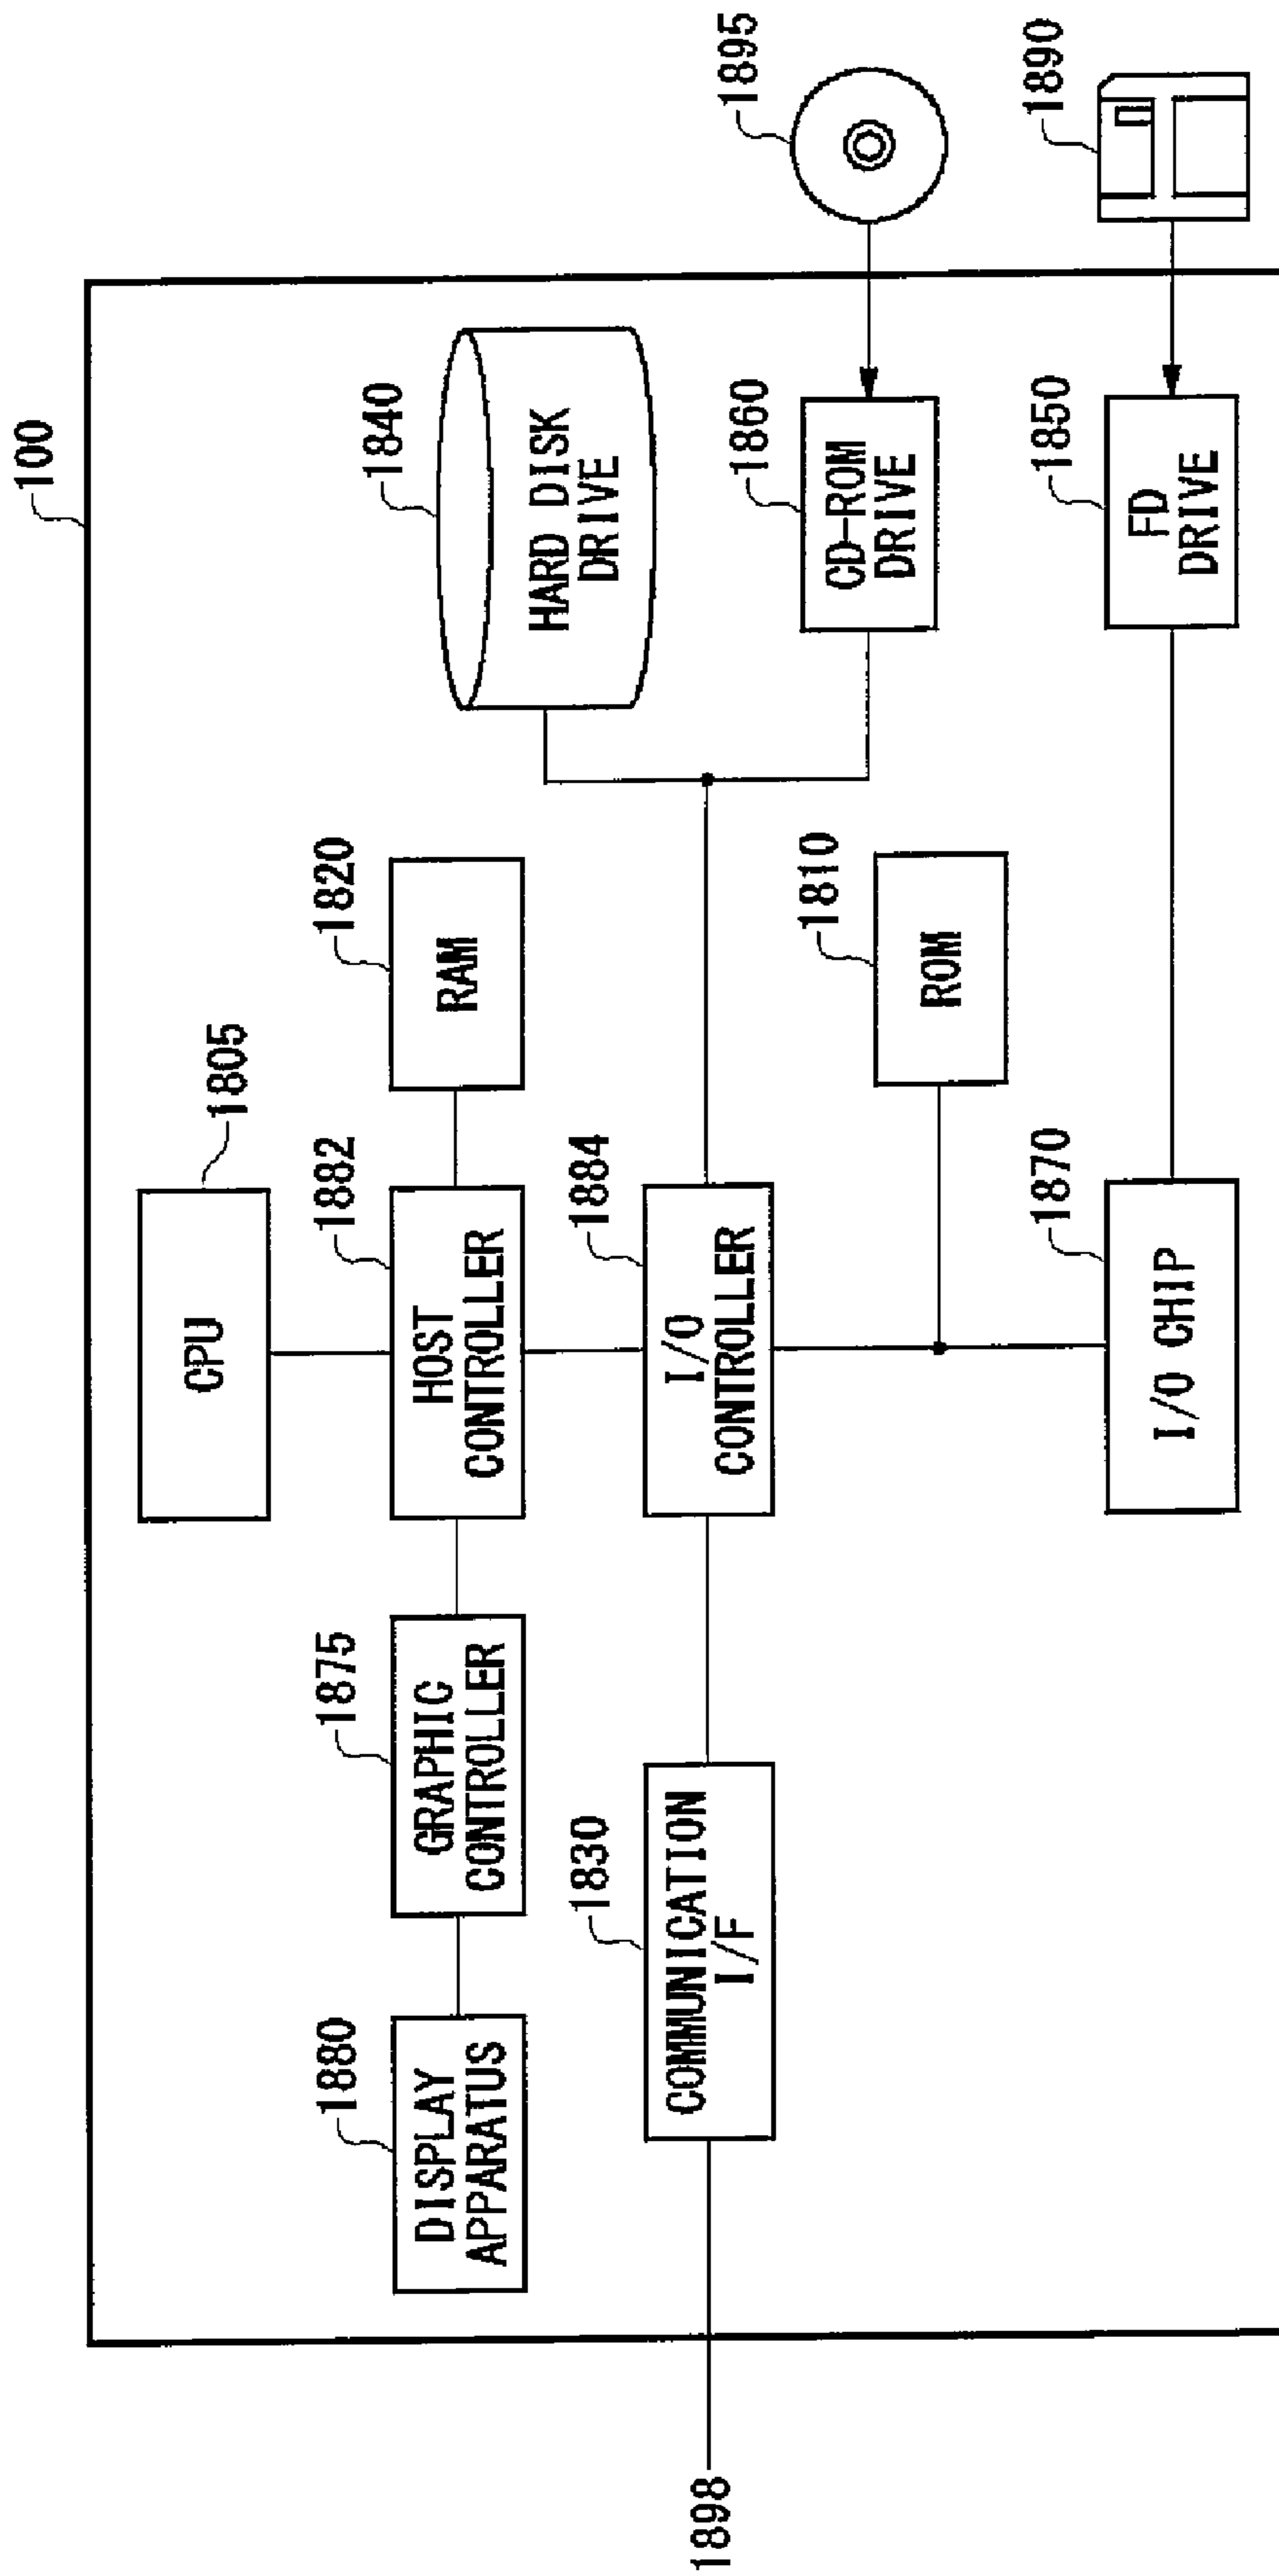 100
1805
CPU
1880
DISPLAY
APPARATUS
1875
GRAPHIC
CONTROLLER
1882
HOST
CONTROLLER
1820
RAM
1840
HARD DISK
DRIVE
1898
1830
COMMUNICATION
I/F
1884
I/O
CONTROLLER
1860
CD-ROM
DRIVE
1895
1810
ROM
1870
I/O CHIP
1850
FD
DRIVE
1890